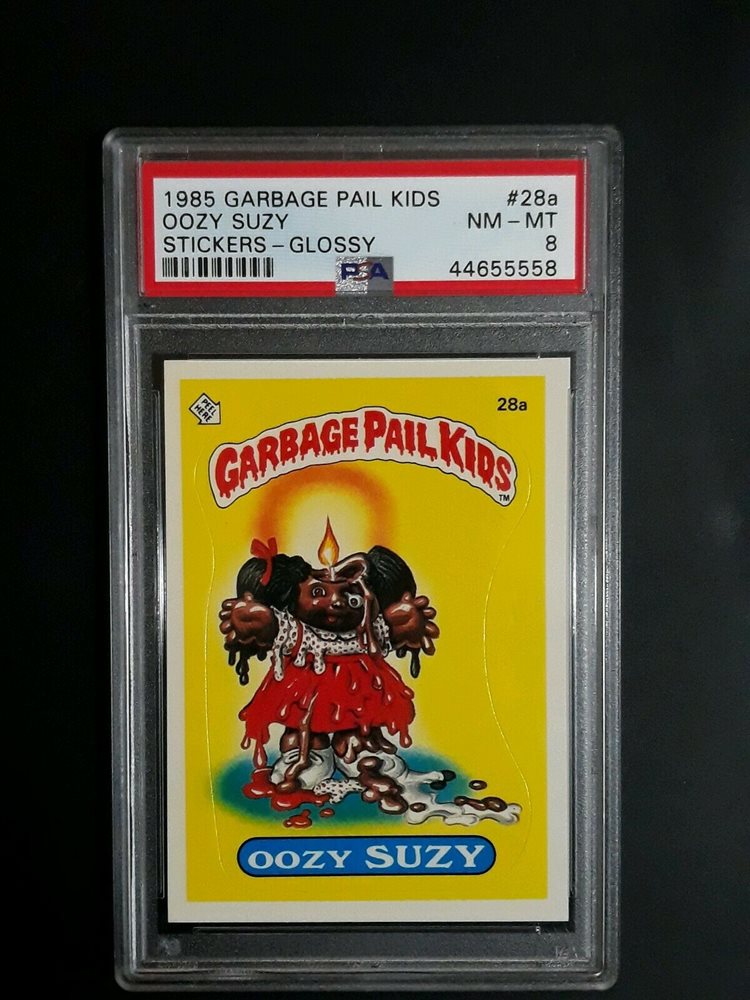 1985 GARBAGE PAIL KIDS #28a
OOZY SUZY NM - MT
STICKERS - GLOSSY 8
PSA 44655558
PEEL HERE
28a
GARBAGE PAIL KIDS
TM
OOZY SUZY